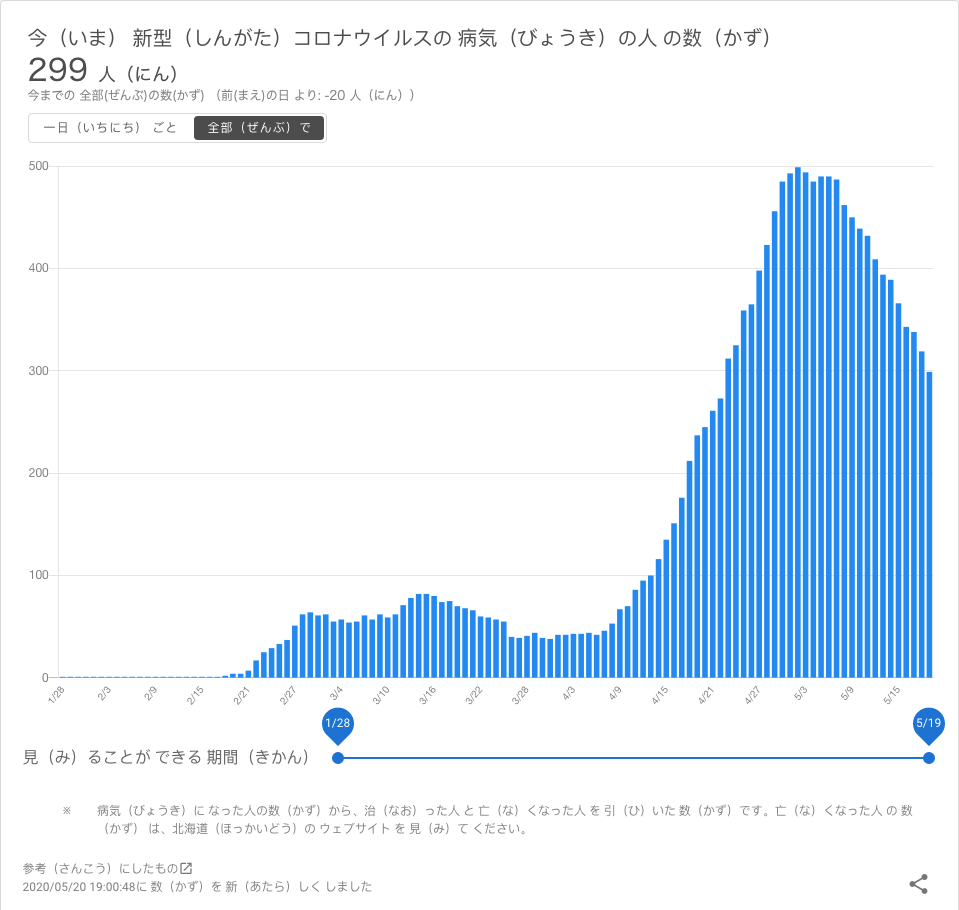 今（いま） 新型（しんがた）コロナウイルスの 病気（びょうき）の人 の数（かず）
299 人（にん）
今までの 全部(ぜんぶ)の数(かず) （前(まえ)の日 より: -20 人（にん））
一日（いちにち） ごと 全部（ぜんぶ）で
500
400
300
200
100
0
1/28 2/3 2/9 2/15 2/21 2/27 3/4 3/10 3/16 3/22 3/28 4/3 4/9 4/15 4/21 4/27 5/3 5/9 5/15
1/28 5/19
見（み）ることが できる 期間（きかん）
※ 病気（びょうき）に なった人の数（かず）から、治（なお）った人 と 亡（な）くなった人 を 引（ひ）いた 数（かず）です。亡（な）くなった人 の 数
（かず） は、北海道（ほっかいどう）の ウェブサイト を 見（み）て ください。
参考（さんこう）にしたもの
2020/05/20 19:00:48に 数（かず）を 新（あたら）しく しました